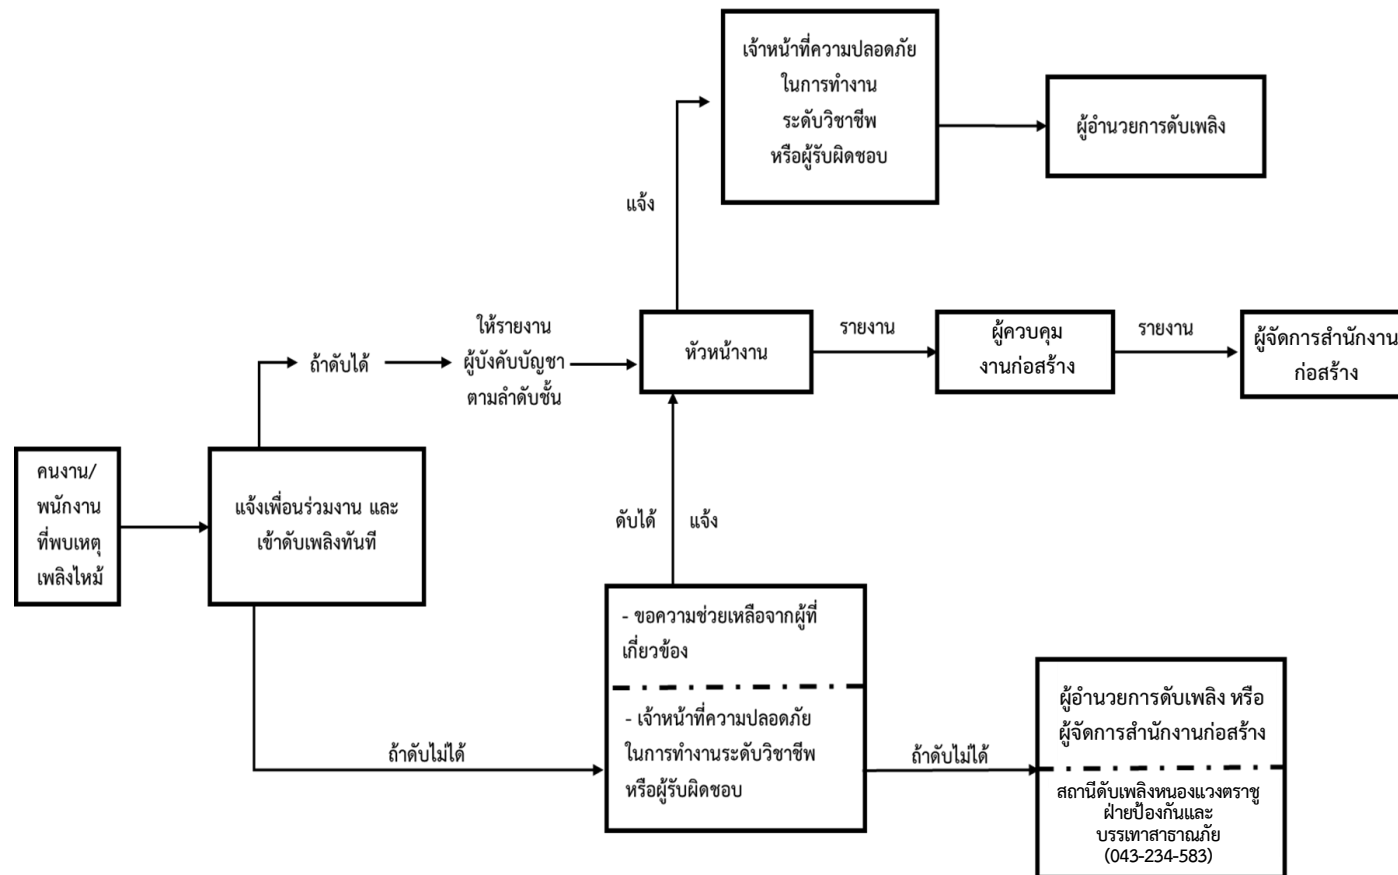 เจ้าหน้าที่ความปลอดภัย
ในการทำงาน
ระดับวิชาชีพ
หรือผู้รับผิดชอบ
ผู้อำนวยการดับเพลิง
แจ้ง
ให้รายงาน
ผู้บังคับบัญชา
ตามลำดับชั้น
ถ้าดับได้
หัวหน้างาน
รายงาน
ผู้ควบคุม
งานก่อสร้าง
รายงาน
ผู้จัดการสำนักงาน
ก่อสร้าง
คนงาน/
พนักงาน
ที่พบเหตุ
เพลิงไหม้
แจ้งเพื่อนร่วมงาน และ
เข้าดับเพลิงทันที
ดับได้
แจ้ง
- ขอความช่วยเหลือจากผู้ที่
เกี่ยวข้อง
- เจ้าหน้าที่ความปลอดภัย
ในการทำงานระดับวิชาชีพ
หรือผู้รับผิดชอบ
ถ้าดับไม่ได้
ถ้าดับไม่ได้
ผู้อำนวยการดับเพลิง หรือ
ผู้จัดการสำนักงานก่อสร้าง
สถานีดับเพลิงหนองแวงตราชู
ฝ่ายป้องกันและ
บรรเทาสาธาณภัย
(043-234-583)